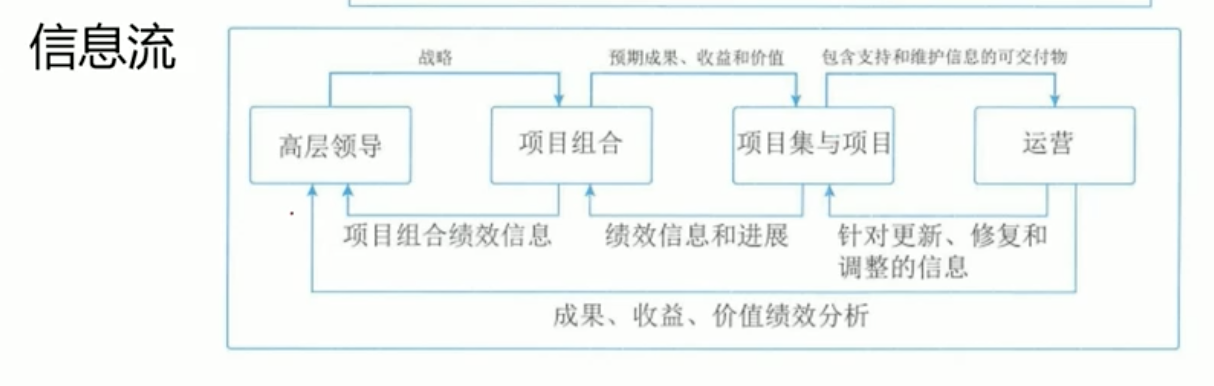 信息流
战略
预期成果、收益和价值
包含支持和维护信息的可交付物
高层领导
项目组合
项目集与项目
运营
项目组合绩效信息
绩效信息和进展
针对更新、修复和
调整的信息
成果、收益、价值绩效分析